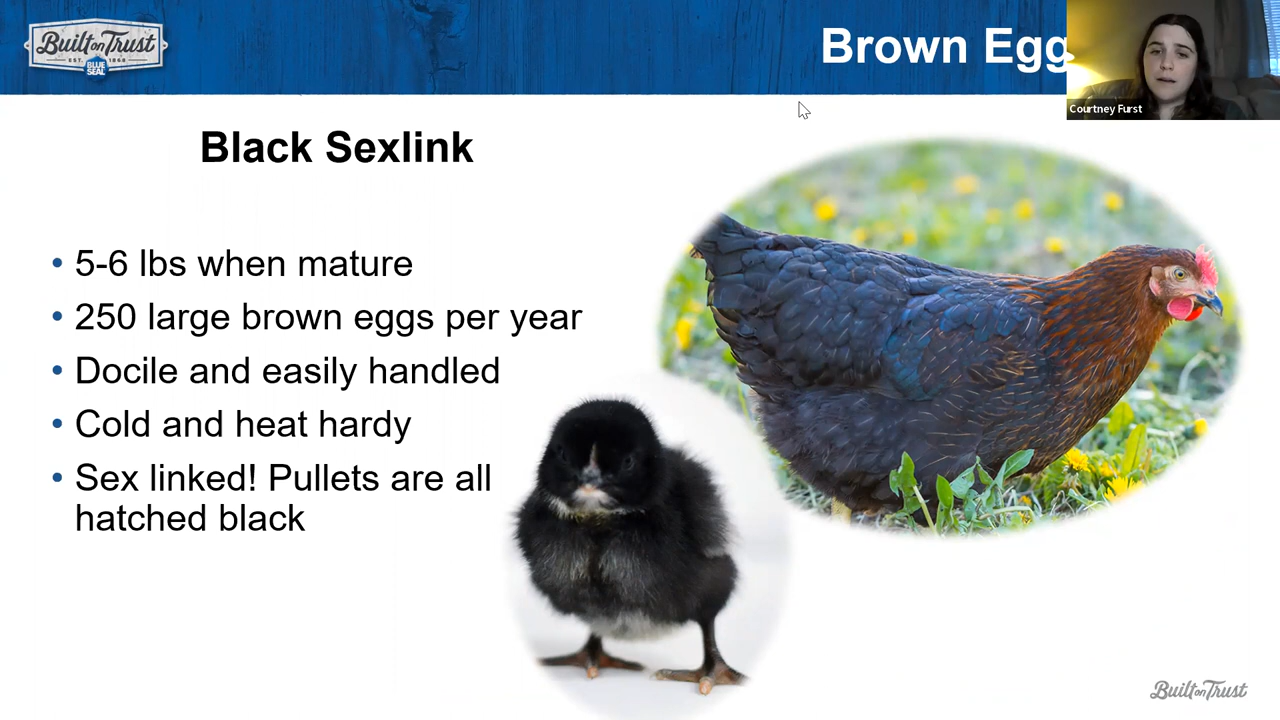 Built on Trust
EST. 1868
BLUE
SEAL
Brown Egg
Courtney Furst
Black Sexlink
• 5-6 lbs when mature
• 250 large brown eggs per year
• Docile and easily handled
• Cold and heat hardy
• Sex linked! Pullets are all
hatched black
Built on Trust